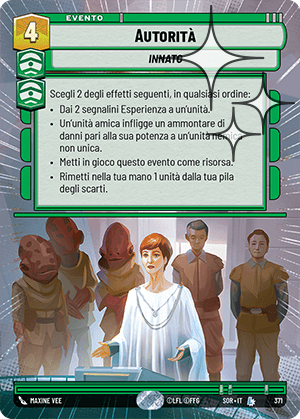 EVENTO
4
AUTORITÀ
INNATO
Scegli 2 degli effetti seguenti, in qualsiasi ordine:
• Dai 2 segnalini Esperienza a un'unità.
• Un'unità amica infligge un ammontare di
danni pari alla sua potenza a un'unità nemica
non unica.
• Metti in gioco questo evento come risorsa.
• Rimetti nella tua mano 1 unità dalla tua pila
degli scarti.
MAXINE VEE
©LFL ©FFG
SOR • IT
371